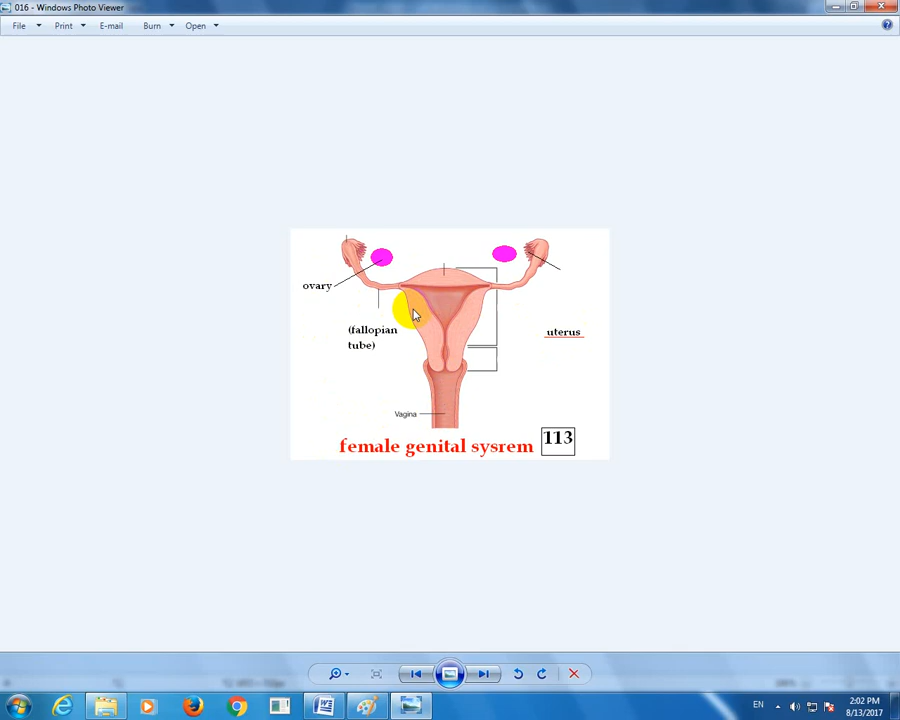 016 - Windows Photo Viewer
File Print E-mail Burn Open
ovary
(fallopian
tube)
uterus
Vagina
female genital sysrem 113
EN 2:02 PM
8/13/2017